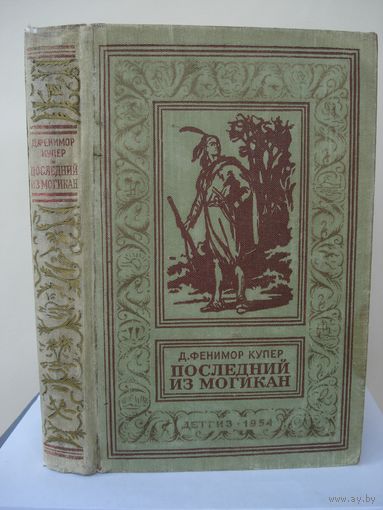 Д.ФЕНИМОР
КУПЕР
ПОСЛЕДНИЙ
ИЗ МОГИКАН
Д.ФЕНИМОР КУПЕР
ПОСЛЕДНИЙ
ИЗ МОГИКАН
ДЕТГИЗ·1954
www.ay.by